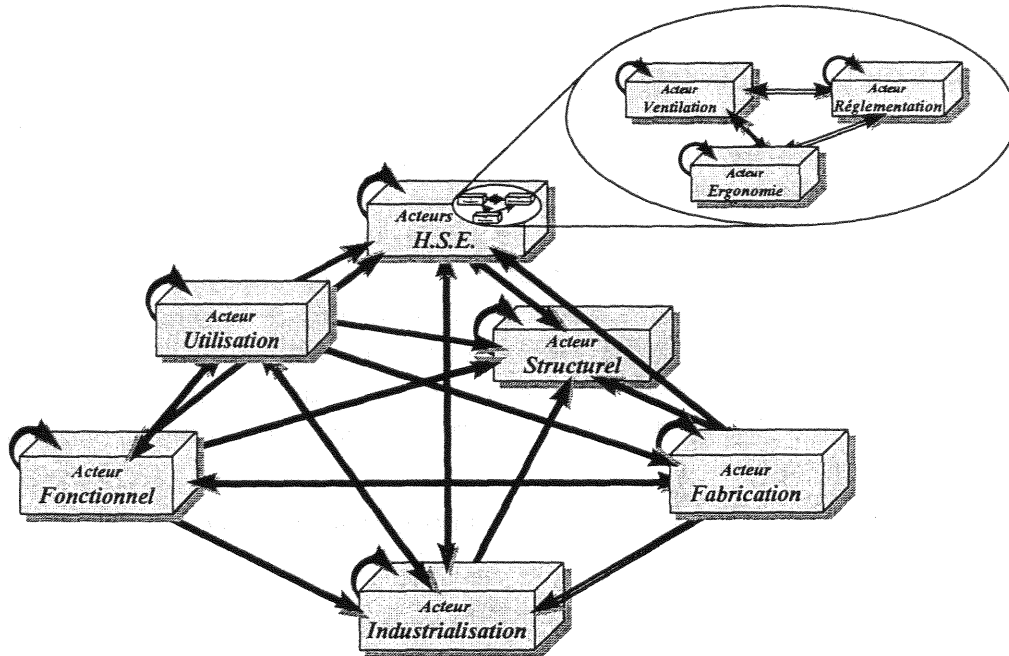 Acteur
Ventilation
Acteur
Réglementation
Acteur
Ergonomie
Acteurs
H.S.E.
Acteur
Utilisation
Acteur
Structurel
Acteur
Fonctionnel
Acteur
Fabrication
Acteur
Industrialisation